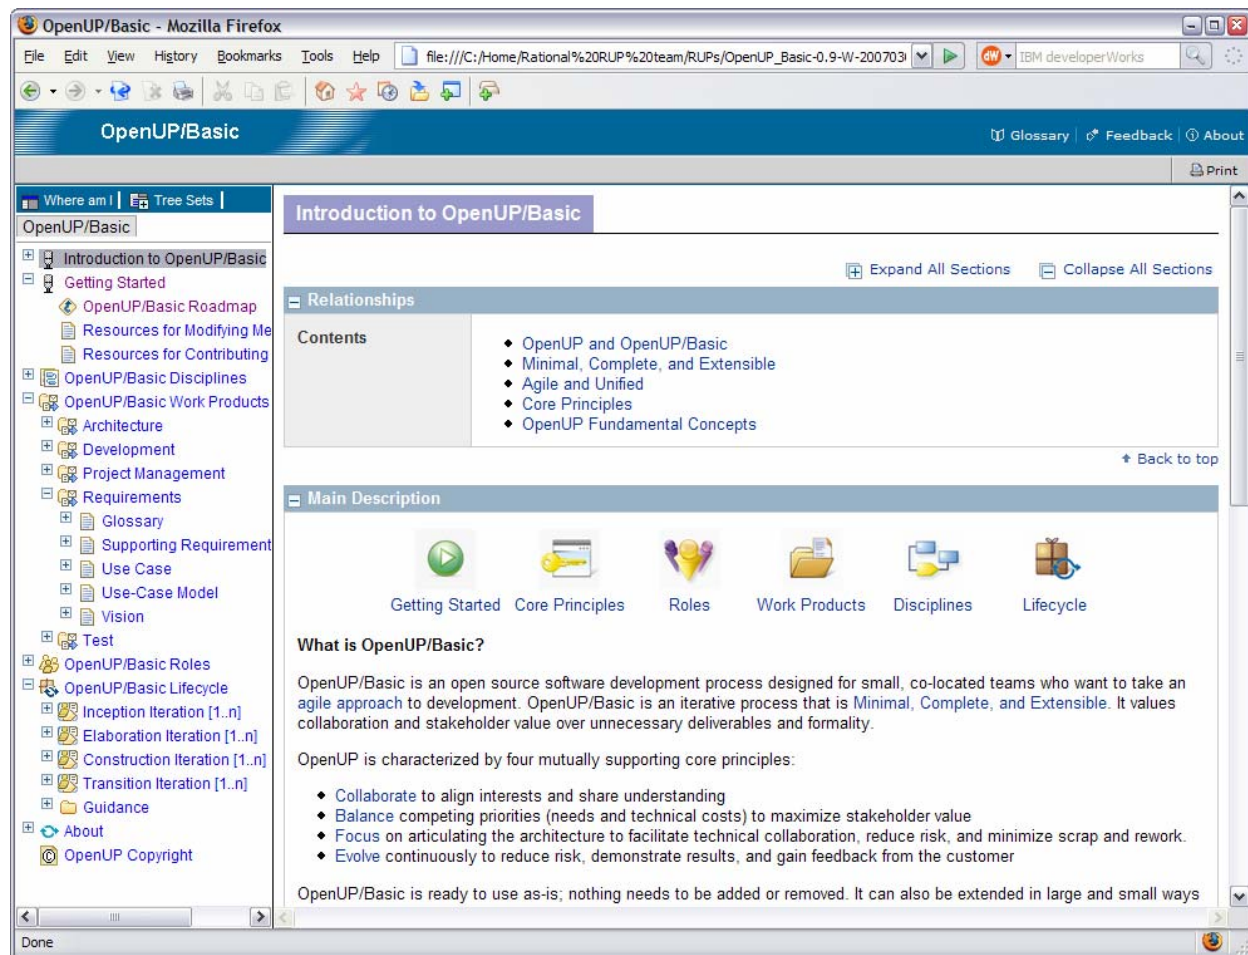 OpenUP/Basic - Mozilla Firefox
File Edit View History Bookmarks Tools Help file:///C:/Home/Rational%20RUP%20team/RUPs/OpenUP_Basic-0.9-W-200703 IBM developerWorks
OpenUP/Basic
Glossary Feedback About
Print
Where am I Tree Sets
OpenUP/Basic
Introduction to OpenUP/Basic
Getting Started
OpenUP/Basic Roadmap
Resources for Modifying Me
Resources for Contributing
OpenUP/Basic Disciplines
OpenUP/Basic Work Products
Architecture
Development
Project Management
Requirements
Glossary
Supporting Requirement
Use Case
Use-Case Model
Vision
Test
OpenUP/Basic Roles
OpenUP/Basic Lifecycle
Inception Iteration [1..n]
Elaboration Iteration [1..n]
Construction Iteration [1..n]
Transition Iteration [1..n]
Guidance
About
OpenUP Copyright
Introduction to OpenUP/Basic
Expand All Sections Collapse All Sections
Relationships
Contents
OpenUP and OpenUP/Basic
Minimal, Complete, and Extensible
Agile and Unified
Core Principles
OpenUP Fundamental Concepts
Back to top
Main Description
Getting Started Core Principles Roles Work Products Disciplines Lifecycle
What is OpenUP/Basic?
OpenUP/Basic is an open source software development process designed for small, co-located teams who want to take an
agile approach to development. OpenUP/Basic is an iterative process that is Minimal, Complete, and Extensible. It values
collaboration and stakeholder value over unnecessary deliverables and formality.
OpenUP is characterized by four mutually supporting core principles:
Collaborate to align interests and share understanding
Balance competing priorities (needs and technical costs) to maximize stakeholder value
Focus on articulating the architecture to facilitate technical collaboration, reduce risk, and minimize scrap and rework.
Evolve continuously to reduce risk, demonstrate results, and gain feedback from the customer
OpenUP/Basic is ready to use as-is; nothing needs to be added or removed. It can also be extended in large and small ways
Done